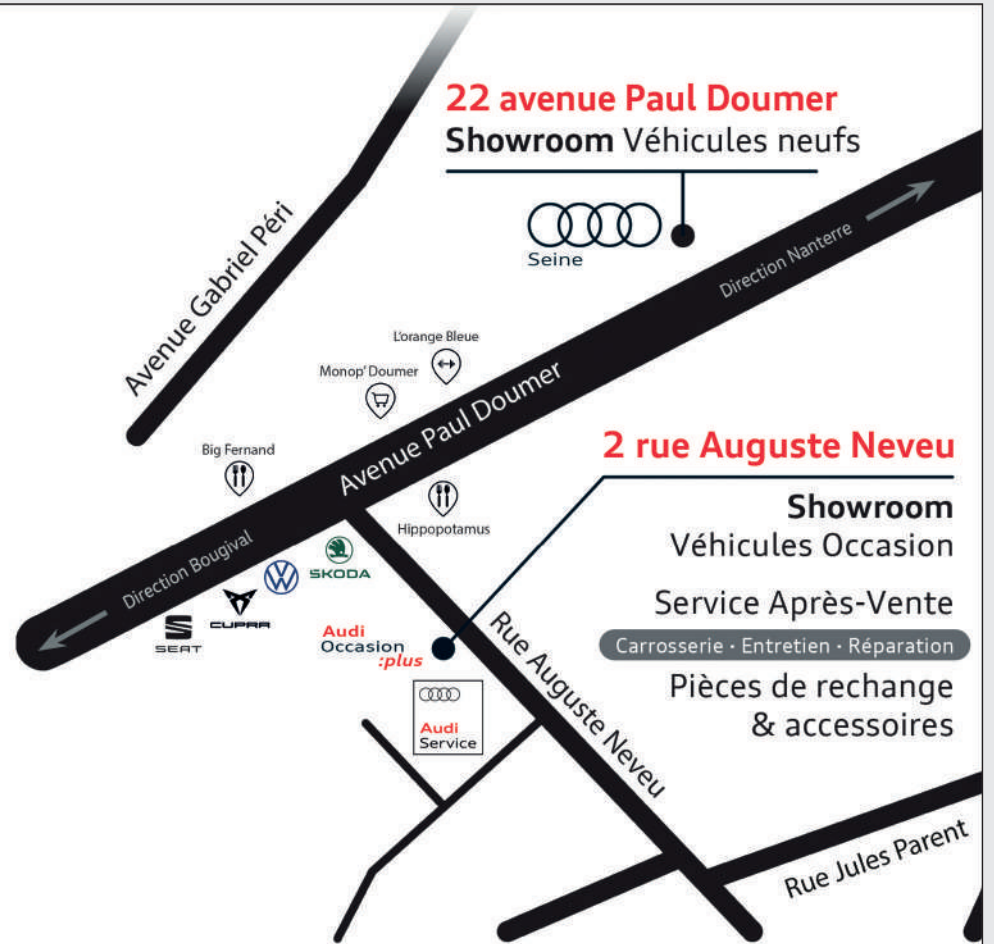 22 avenue Paul Doumer
Showroom Véhicules neufs
Seine
Avenue Gabriel Péri
Direction Nanterre
L'orange Bleue
Monop' Doumer
Avenue Paul Doumer
Big Fernand
Hippopotamus
Direction Bougival
SKODA
CUPRA
SEAT
2 rue Auguste Neveu
Showroom
Véhicules Occasion
Service Après-Vente
Carrosserie · Entretien · Réparation
Pièces de rechange
& accessoires
Audi
Occasion
:plus
Audi
Service
Rue Auguste Neveu
Rue Jules Parent